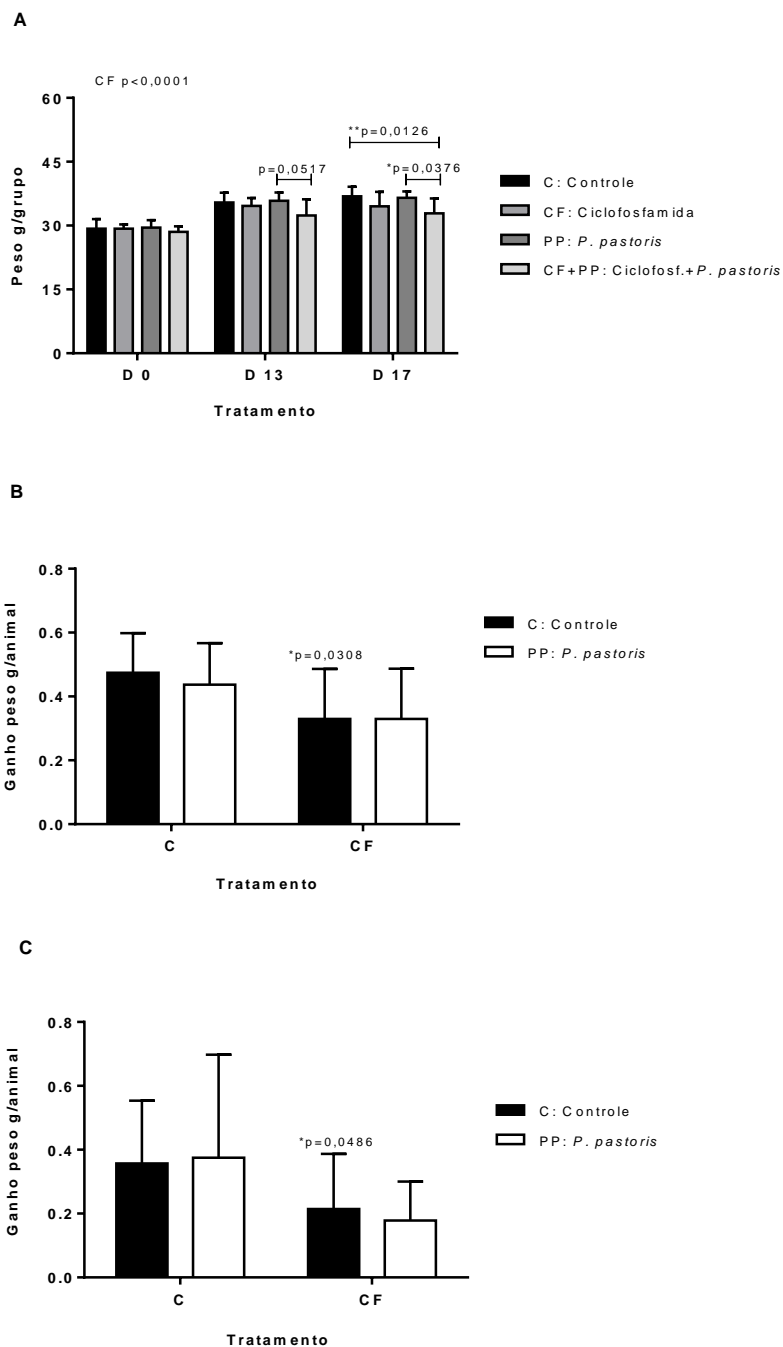 A
CF p<0,0001
60
45
30
15
0
Peso g/grupo
**p=0,0126
p=0,0517
*p=0,0376
D 0
D 13
D 17
Tratamento
C: Controle
CF: Ciclofosfamida
PP: P. pastoris
CF+PP: Ciclofosf.+P. pastoris
B
0.8
0.6
0.4
0.2
0.0
Ganho peso g/animal
*p=0,0308
C
CF
Tratamento
C: Controle
PP: P. pastoris
C
0.8
0.6
0.4
0.2
0.0
Ganho peso g/animal
*p=0,0486
C
CF
Tratamento
C: Controle
PP: P. pastoris